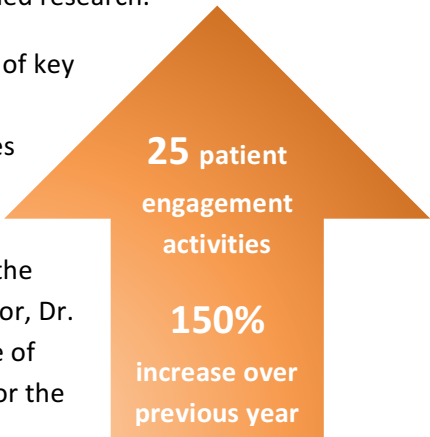 ed research.
of key
es
the
or, Dr.
e of
or the
25 patient
engagement
activities
150%
increase over
previous year